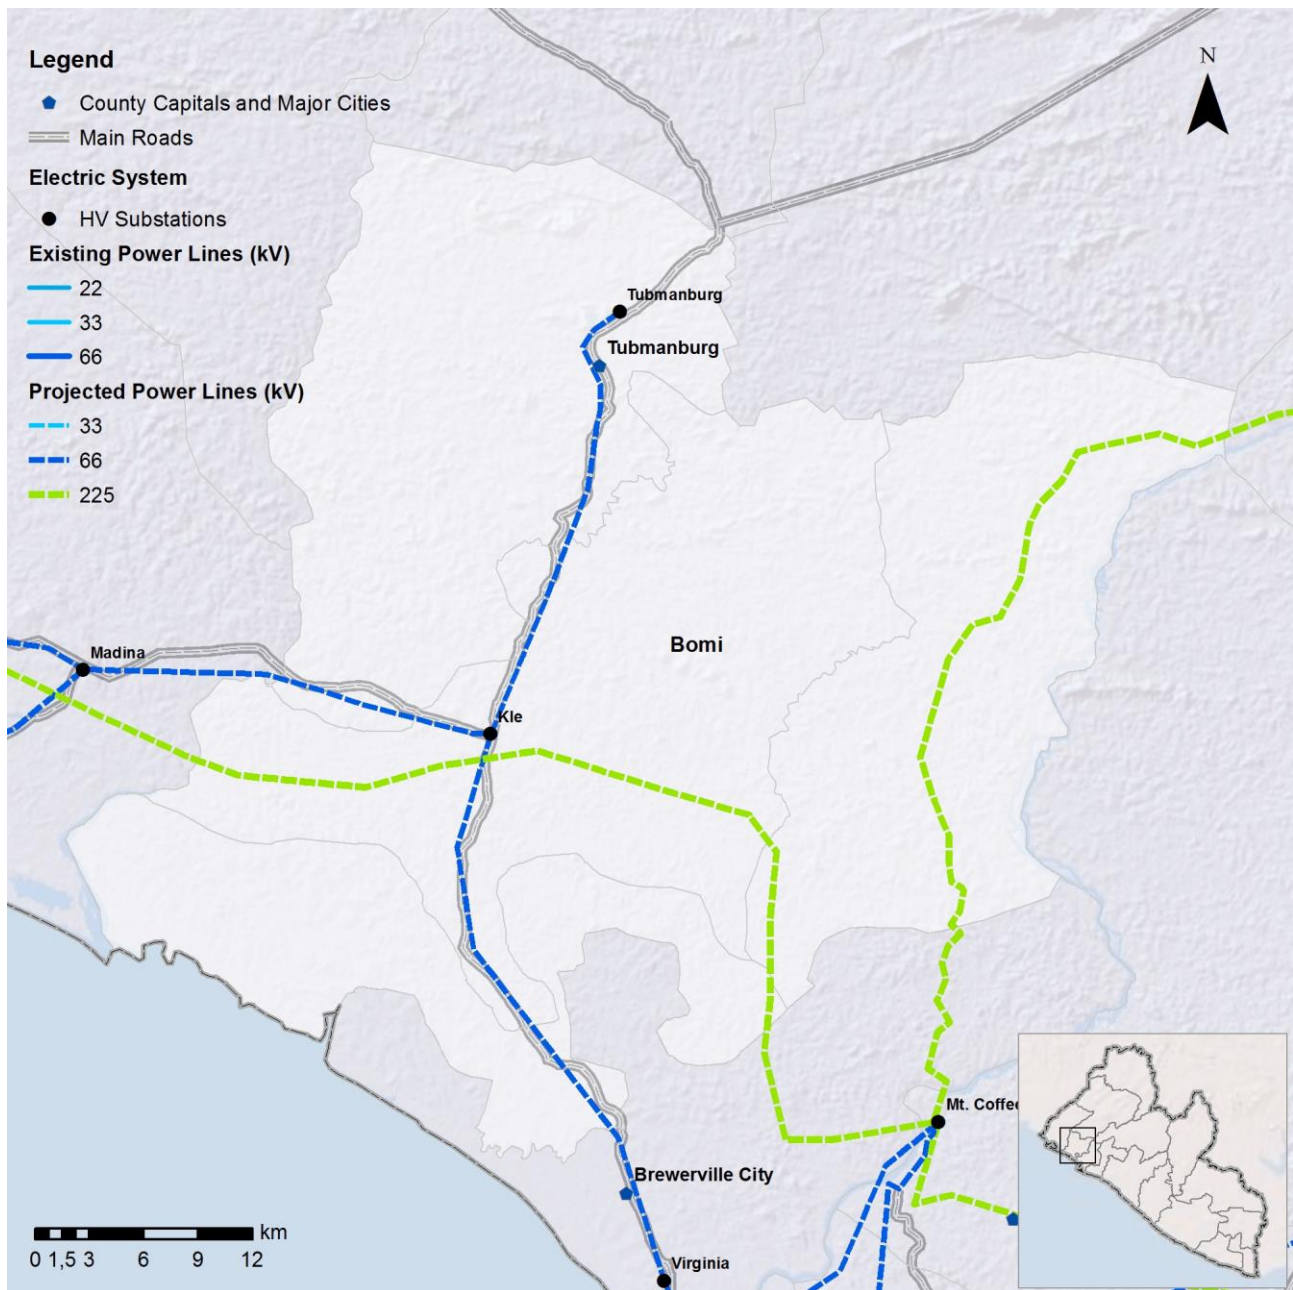 Legend
County Capitals and Major Cities
Main Roads
Electric System
HV Substations
Existing Power Lines (kV)
22
33
66
Projected Power Lines (kV)
33
66
225
N
Tubmanburg
Tubmanburg
Bomi
Madina
Kle
Mt. Coffee
Brewerville City
Virginia
km
0 1,5 3 6 9 12